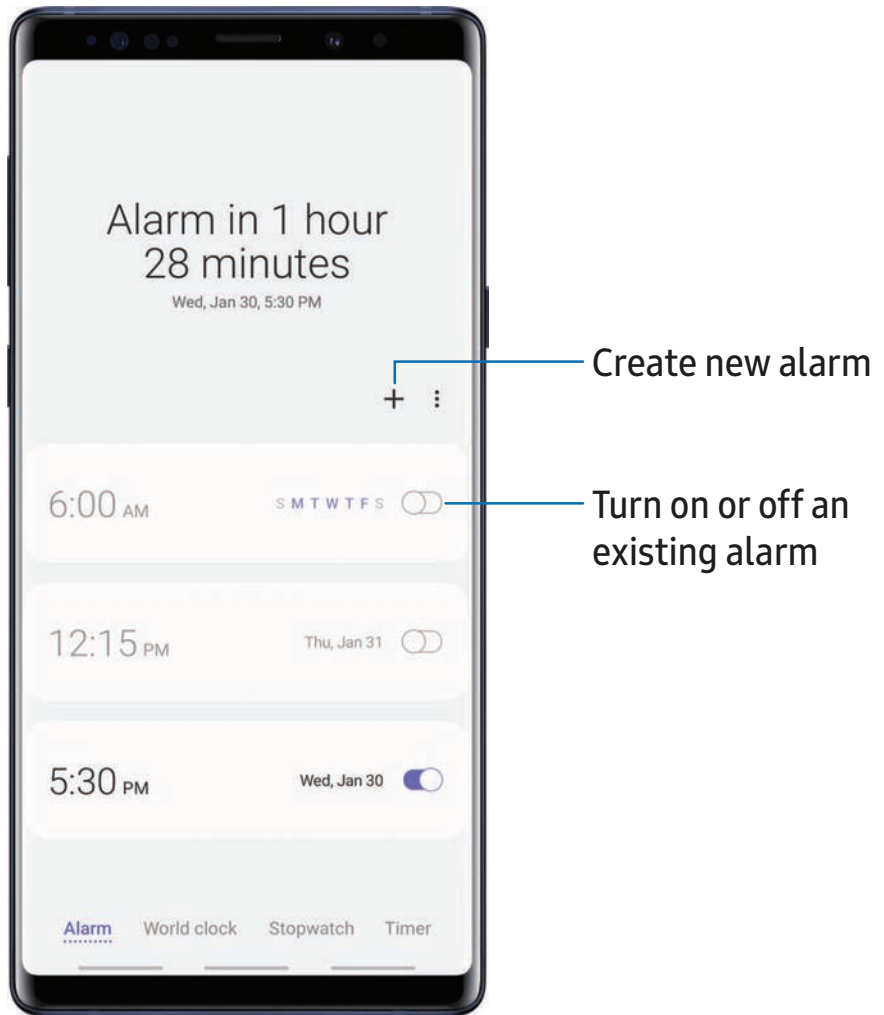 Alarm in 1 hour
28 minutes
Wed, Jan 30, 5:30 PM
Create new alarm
+
6:00 AM S M T W T F S
Turn on or off an
existing alarm
12:15 PM Thu, Jan 31
5:30 PM Wed, Jan 30
Alarm World clock Stopwatch Timer